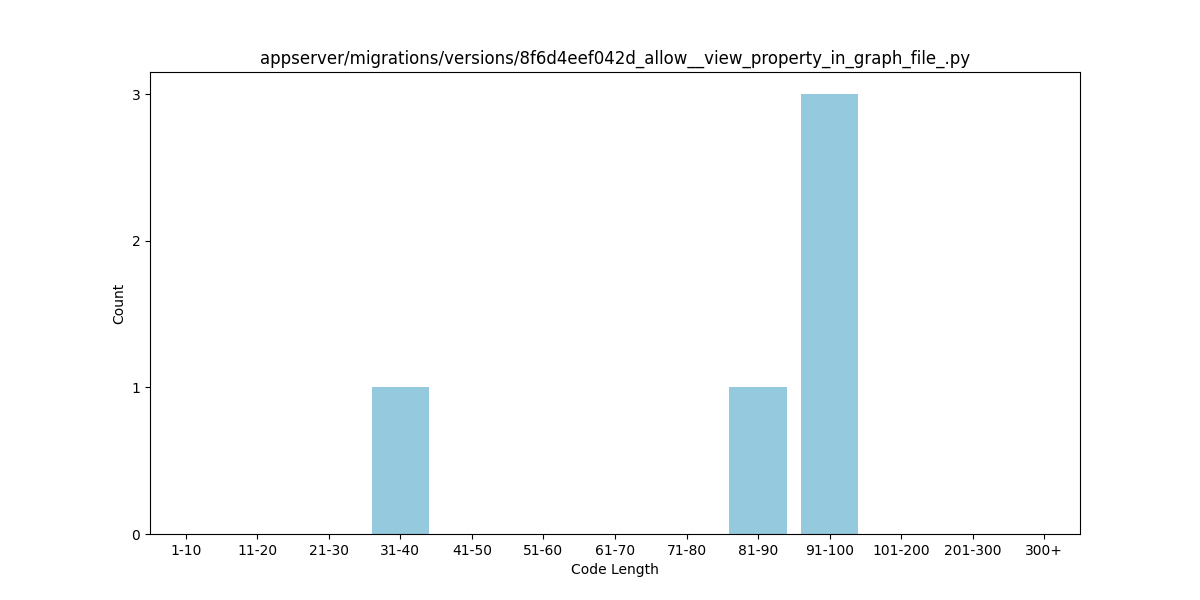 appserver/migrations/versions/8f6d4eef042d_allow__view_property_in_graph_file_.py
3
2
1
0
Count
1-10 11-20 21-30 31-40 41-50 51-60 61-70 71-80 81-90 91-100 101-200 201-300 300+
Code Length